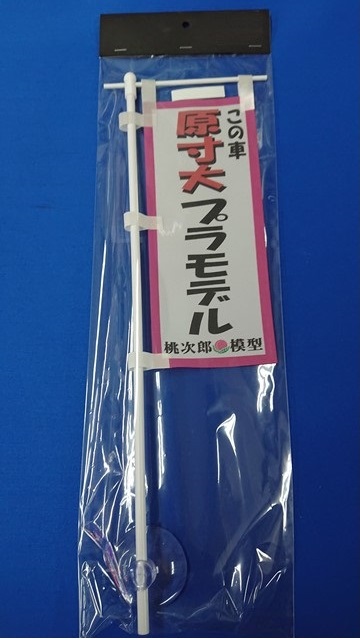 この車
原寸大プラモデル
桃次郎模型